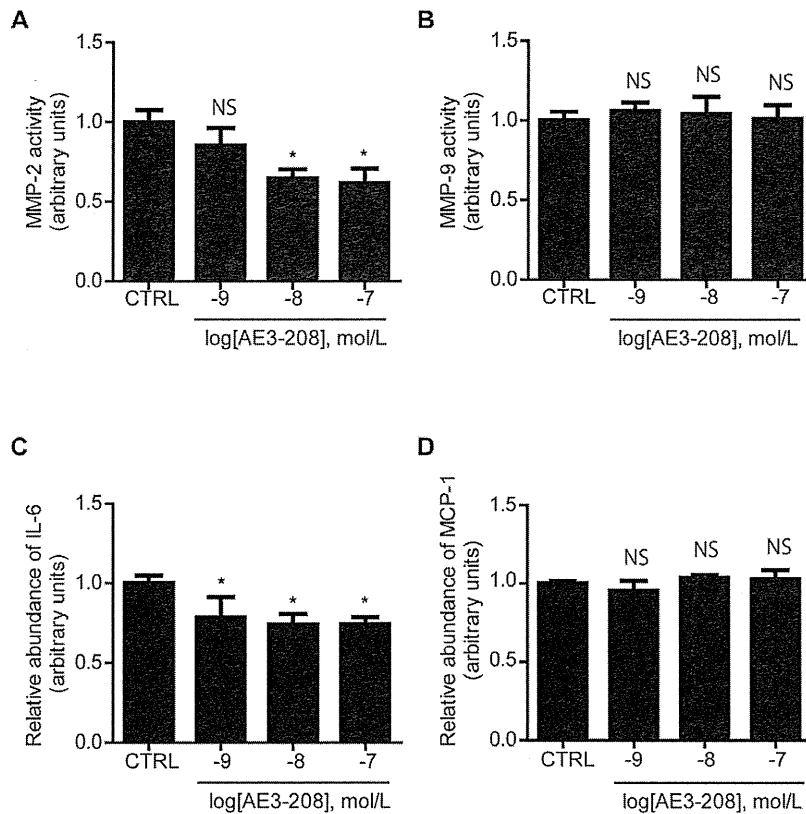 A
MMP-2 activity
(arbitrary units)
1.5
1.0
0.5
0.0
NS
*
*
CTRL
-9
-8
-7
log[AE3-208], mol/L
B
MMP-9 activity
(arbitrary units)
1.5
1.0
0.5
0.0
NS
NS
NS
CTRL
-9
-8
-7
log[AE3-208], mol/L
C
Relative abundance of IL-6
(arbitrary units)
1.5
1.0
0.5
0.0
*
*
*
CTRL
-9
-8
-7
log[AE3-208], mol/L
D
Relative abundance of MCP-1
(arbitrary units)
1.5
1.0
0.5
0.0
NS
NS
NS
CTRL
-9
-8
-7
log[AE3-208], mol/L